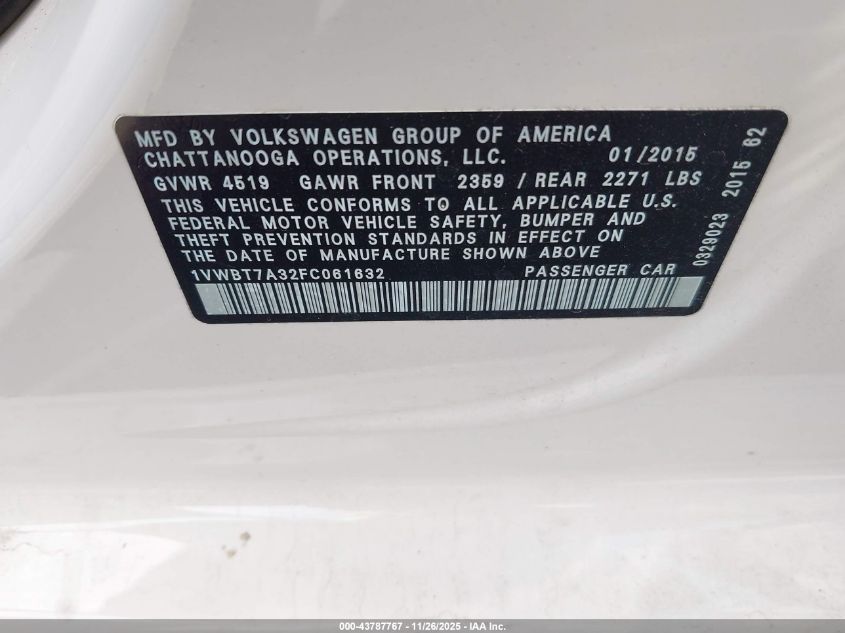 MFD BY VOLKSWAGEN GROUP OF AMERICA
CHATTANOOGA OPERATIONS, LLC. 01/2015
GVWR 4519 GAWR FRONT 2359 / REAR 2271 LBS
THIS VEHICLE CONFORMS TO ALL APPLICABLE U.S.
FEDERAL MOTOR VEHICLE SAFETY, BUMPER AND
THEFT PREVENTION STANDARDS IN EFFECT ON
THE DATE OF MANUFACTURE SHOWN ABOVE
1VWBT7A32FC061632 PASSENGER CAR
0329023 2015 62
000-43787767 - 11/26/2025 - IAA Inc.